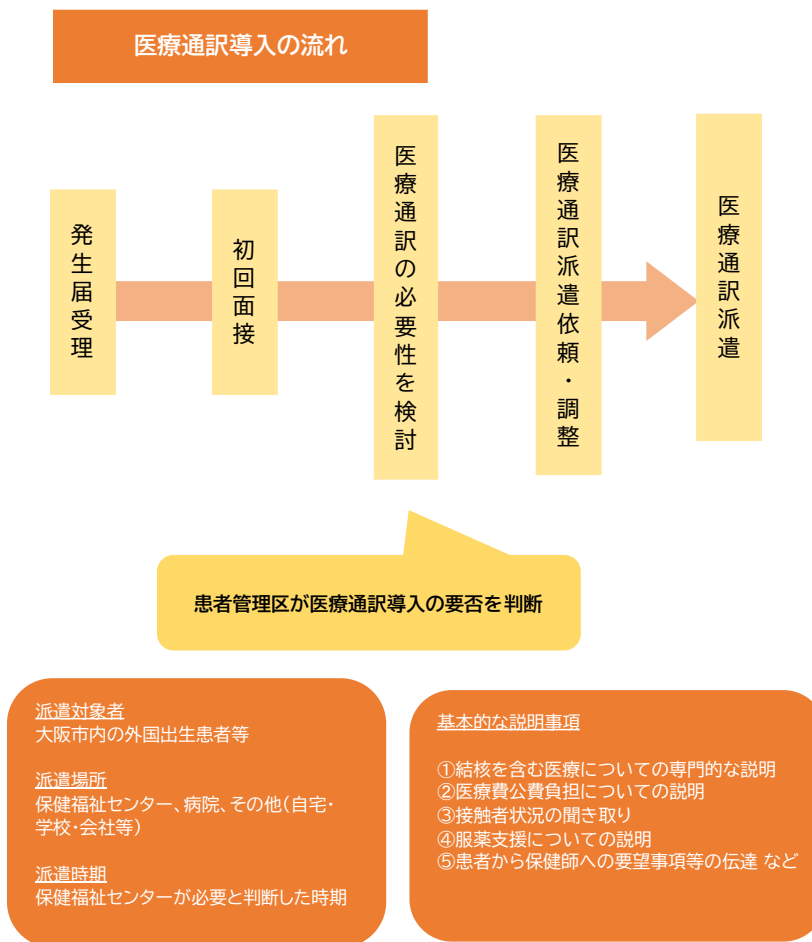 医療通訳導入の流れ
発生届受理
初回面接
医療通訳の必要性を検討
医療通訳派遣依頼・調整
医療通訳派遣
患者管理区が医療通訳導入の要否を判断
派遣対象者
大阪市内の外国出生患者等
派遣場所
保健福祉センター、病院、その他(自宅・
学校・会社等)
派遣時期
保健福祉センターが必要と判断した時期
基本的な説明事項
①結核を含む医療についての専門的な説明
②医療費公費負担についての説明
③接触者状況の聞き取り
④服薬支援についての説明
⑤患者から保健師への要望事項等の伝達 など